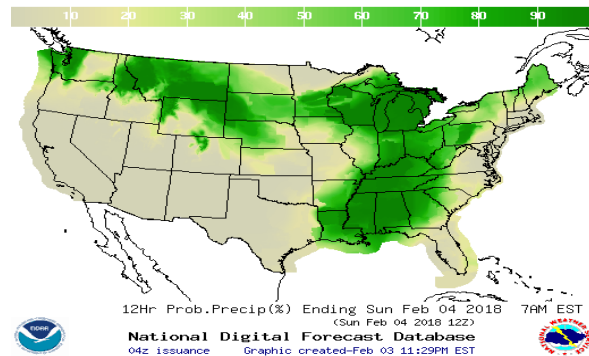 10 20 30 40 50 60 70 80 90
12Hr Prob.Precip(%) Ending Sun Feb 04 2018 7AM EST
(Sun Feb 04 2018 12Z)
National Digital Forecast Database
04z issuance Graphic created-Feb 03 11:29PM EST
NOAA